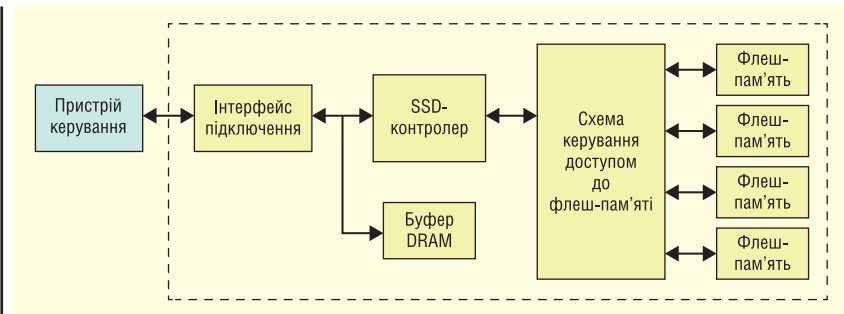 Пристрій
керування
Інтерфейс
підключення
SSD-
контролер
Буфер
DRAM
Схема
керування
доступом
до
флеш-пам’яті
Флеш-
пам’ять
Флеш-
пам’ять
Флеш-
пам’ять
Флеш-
пам’ять